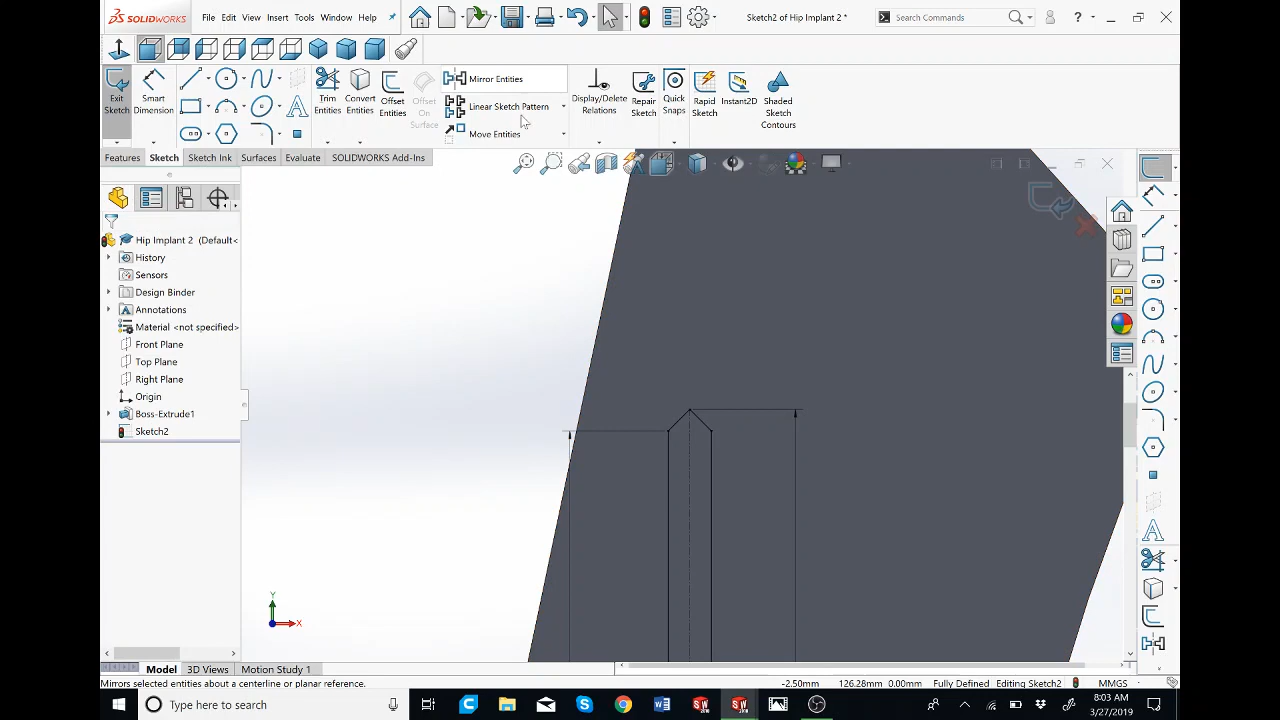 SOLIDWORKS File Edit View Insert Tools Window Help Sketch2 of Hip Implant 2 * Search Commands ?
Exit Sketch
Smart Dimension
Trim Entities
Convert Entities
Offset Entities
Offset On Surface
Mirror Entities
Linear Sketch Pattern
Move Entities
Display/Delete Relations
Repair Sketch
Quick Snaps
Rapid Sketch
Instant2D
Shaded Sketch Contours
Features Sketch Sketch Ink Surfaces Evaluate SOLIDWORKS Add-Ins
Hip Implant 2 (Default<
History
Sensors
Design Binder
Annotations
Material <not specified>
Front Plane
Top Plane
Right Plane
Origin
Boss-Extrude1
Sketch2
Y
X
Model 3D Views Motion Study 1
Mirrors selected entities about a centerline or planar reference. -2.50mm 126.28mm 0.00mm Fully Defined Editing Sketch2 MMGS
Type here to search
8:03 AM
3/27/2019